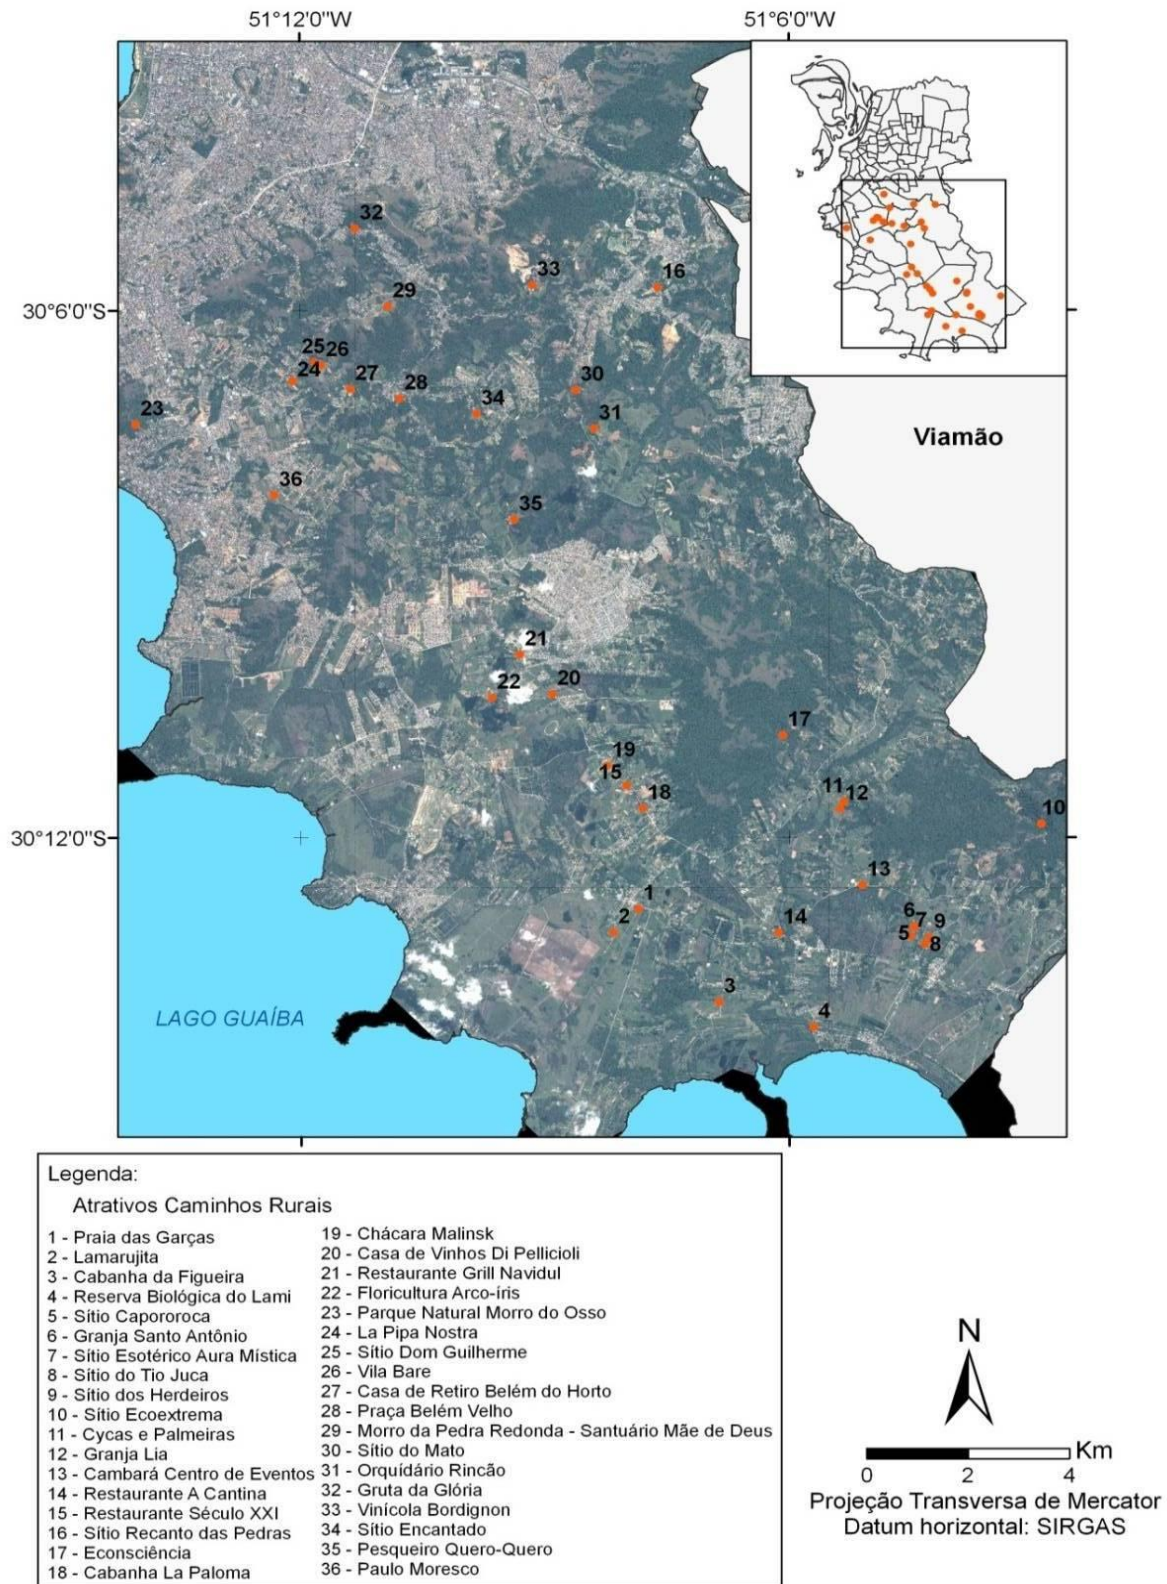 51°12'0"W
51°6'0"W
32
33
16
29
30°6'0"S
25
26
24
27
28
30
34
31
23
Viamão
36
35
21
22
20
17
19
15
18
11
12
10
30°12'0"S
13
1
2
14
6
7
9
5
8
3
4
LAGO GUAÍBA
Legenda:
Atrativos Caminhos Rurais
1 - Praia das Garças
2 - Lamarujita
3 - Cabanha da Figueira
4 - Reserva Biológica do Lami
5 - Sítio Capororoca
6 - Granja Santo Antônio
7 - Sítio Esotérico Aura Mística
8 - Sítio do Tio Juca
9 - Sítio dos Herdeiros
10 - Sítio Ecoextrema
11 - Cycas e Palmeiras
12 - Granja Lia
13 - Cambará Centro de Eventos
14 - Restaurante A Cantina
15 - Restaurante Século XXI
16 - Sítio Recanto das Pedras
17 - Econsciência
18 - Cabanha La Paloma
19 - Chácara Malinsk
20 - Casa de Vinhos Di Pellicioli
21 - Restaurante Grill Navidul
22 - Floricultura Arco-íris
23 - Parque Natural Morro do Osso
24 - La Pipa Nostra
25 - Sítio Dom Guilherme
26 - Vila Bare
27 - Casa de Retiro Belém do Horto
28 - Praça Belém Velho
29 - Morro da Pedra Redonda - Santuário Mãe de Deus
30 - Sítio do Mato
31 - Orquídário Rincão
32 - Gruta da Glória
33 - Vinícola Bordignon
34 - Sítio Encantado
35 - Pesqueiro Quero-Quero
36 - Paulo Moresco
N
Km
0 2 4
Projeção Transversa de Mercator
Datum horizontal: SIRGAS